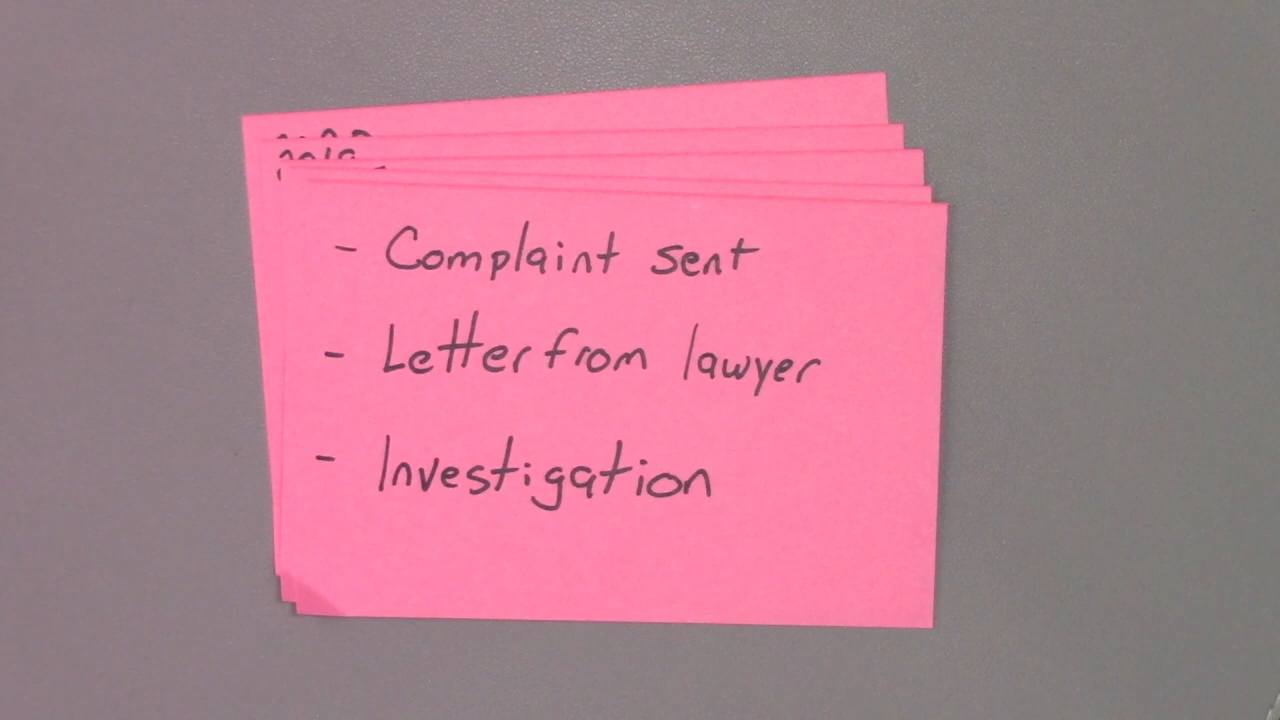 - Complaint sent
- Letter from lawyer
- Investigation